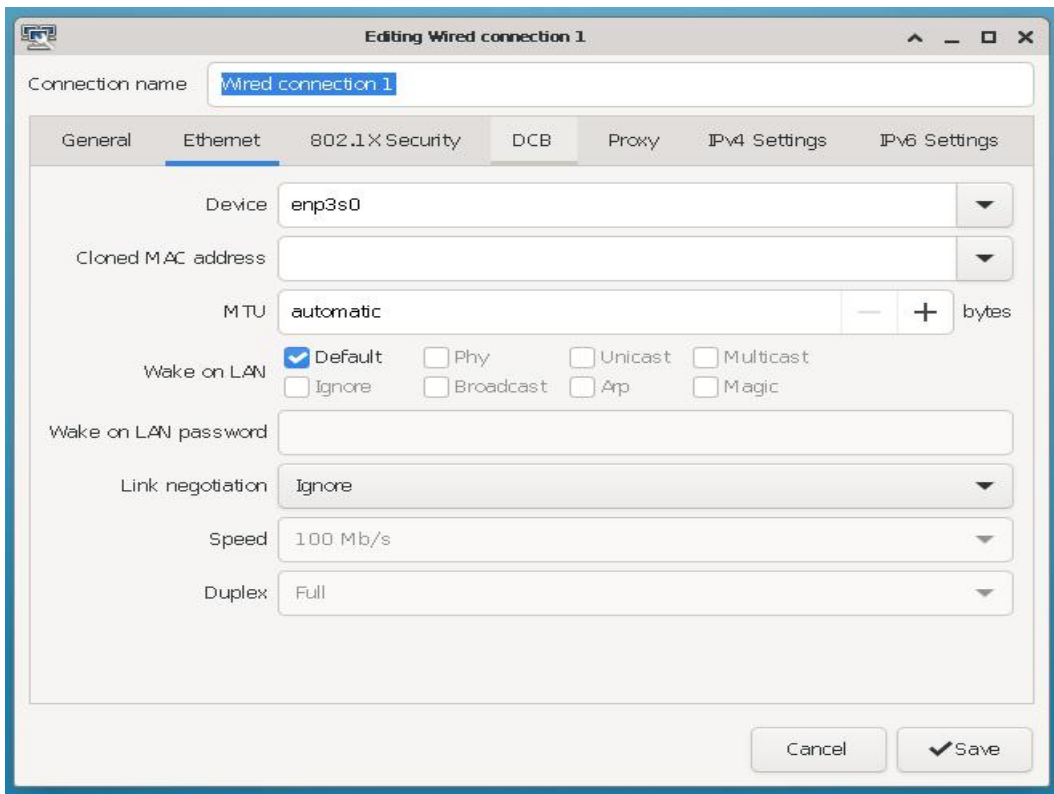 Editing Wired connection 1
Connection name Wired connection 1
General Ethernet 802.1X Security DCB Proxy IPv4 Settings IPv6 Settings
Device enp3s0
Cloned MAC address
MTU automatic bytes
Wake on LAN Default Phy Unicast Multicast
Ignore Broadcast Arp Magic
Wake on LAN password
Link negotiation Ignore
Speed 100 Mb/s
Duplex Full
Cancel Save